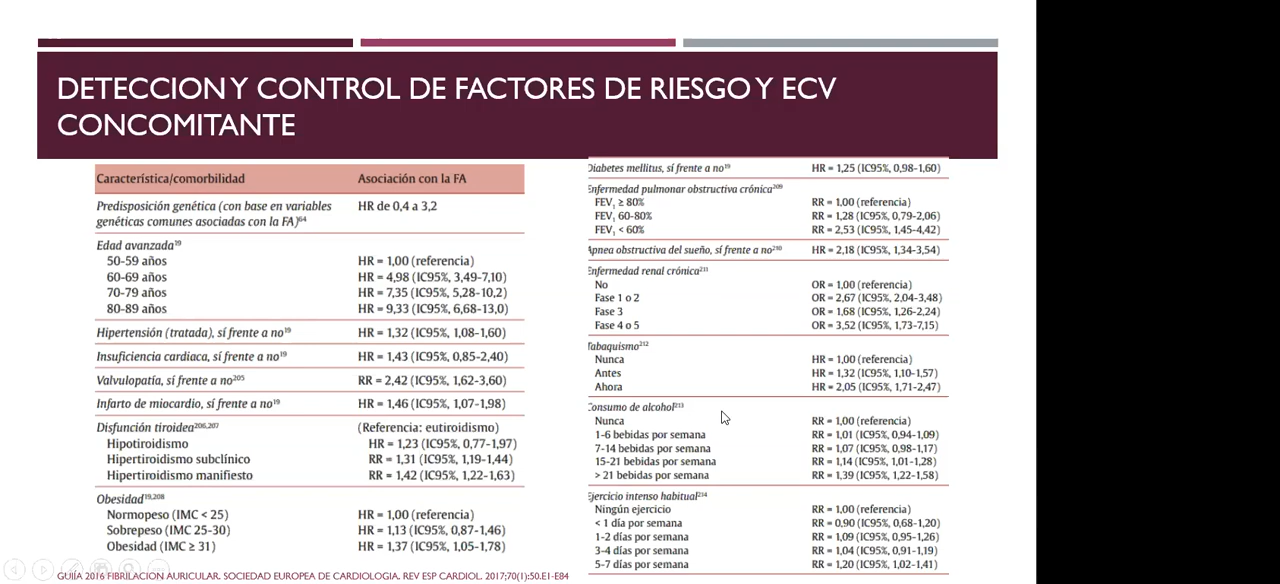 DETECCION Y CONTROL DE FACTORES DE RIESGO Y ECV
CONCOMITANTE
Característica/comorbilidad Asociación con la FA
Predisposición genética (con base en variables HR de 0,4 a 3,2
genéticas comunes asociadas con la FA)64
Edad avanzada19
50-59 años HR = 1,00 (referencia)
60-69 años HR = 4,98 (IC95%, 3,49-7,10)
70-79 años HR = 7,35 (IC95%, 5,28-10,2)
80-89 años HR = 9,33 (IC95%, 6,68-13,0)
Hipertensión (tratada), sí frente a no19 HR = 1,32 (IC95%, 1,08-1,60)
Insuficiencia cardiaca, sí frente a no19 HR = 1,43 (IC95%, 0,85-2,40)
Valvulopatía, sí frente a no205 RR = 2,42 (IC95%, 1,62-3,60)
Infarto de miocardio, sí frente a no19 HR = 1,46 (IC95%, 1,07-1,98)
Disfunción tiroidea206,207 (Referencia: eutiroidismo)
Hipotiroidismo HR = 1,23 (IC95%, 0,77-1,97)
Hipertiroidismo subclínico RR = 1,31 (IC95%, 1,19-1,44)
Hipertiroidismo manifiesto RR = 1,42 (IC95%, 1,22-1,63)
Obesidad19,208
Normopeso (IMC < 25) HR = 1,00 (referencia)
Sobrepeso (IMC 25-30) HR = 1,13 (IC95%, 0,87-1,46)
Obesidad (IMC ≥ 31) HR = 1,37 (IC95%, 1,05-1,78)
Diabetes mellitus, sí frente a no19 HR = 1,25 (IC95%, 0,98-1,60)
Enfermedad pulmonar obstructiva crónica209
FEV1 ≥ 80% RR = 1,00 (referencia)
FEV1 60-80% RR = 1,28 (IC95%, 0,79-2,06)
FEV1 < 60% RR = 2,53 (IC95%, 1,45-4,42)
Apnea obstructiva del sueño, sí frente a no210 HR = 2,18 (IC95%, 1,34-3,54)
Enfermedad renal crónica211
No OR = 1,00 (referencia)
Fase 1 o 2 OR = 2,67 (IC95%, 2,04-3,48)
Fase 3 OR = 1,68 (IC95%, 1,26-2,24)
Fase 4 o 5 OR = 3,52 (IC95%, 1,73-7,15)
Tabaquismo212
Nunca HR = 1,00 (referencia)
Antes HR = 1,32 (IC95%, 1,10-1,57)
Ahora HR = 2,05 (IC95%, 1,71-2,47)
Consumo de alcohol213
Nunca RR = 1,00 (referencia)
1-6 bebidas por semana RR = 1,01 (IC95%, 0,94-1,09)
7-14 bebidas por semana RR = 1,07 (IC95%, 0,98-1,17)
15-21 bebidas por semana RR = 1,14 (IC95%, 1,01-1,28)
> 21 bebidas por semana RR = 1,39 (IC95%, 1,22-1,58)
Ejercicio intenso habitual214
Ningún ejercicio RR = 1,00 (referencia)
< 1 día por semana RR = 0,90 (IC95%, 0,68-1,20)
1-2 días por semana RR = 1,09 (IC95%, 0,95-1,26)
3-4 días por semana RR = 1,04 (IC95%, 0,91-1,19)
5-7 días por semana RR = 1,20 (IC95%, 1,02-1,41)
GUIÍA 2016 FIBRILACION AURICULAR. SOCIEDAD EUROPEA DE CARDIOLOGIA. REV ESP CARDIOL. 2017;70(1):50.E1-E84